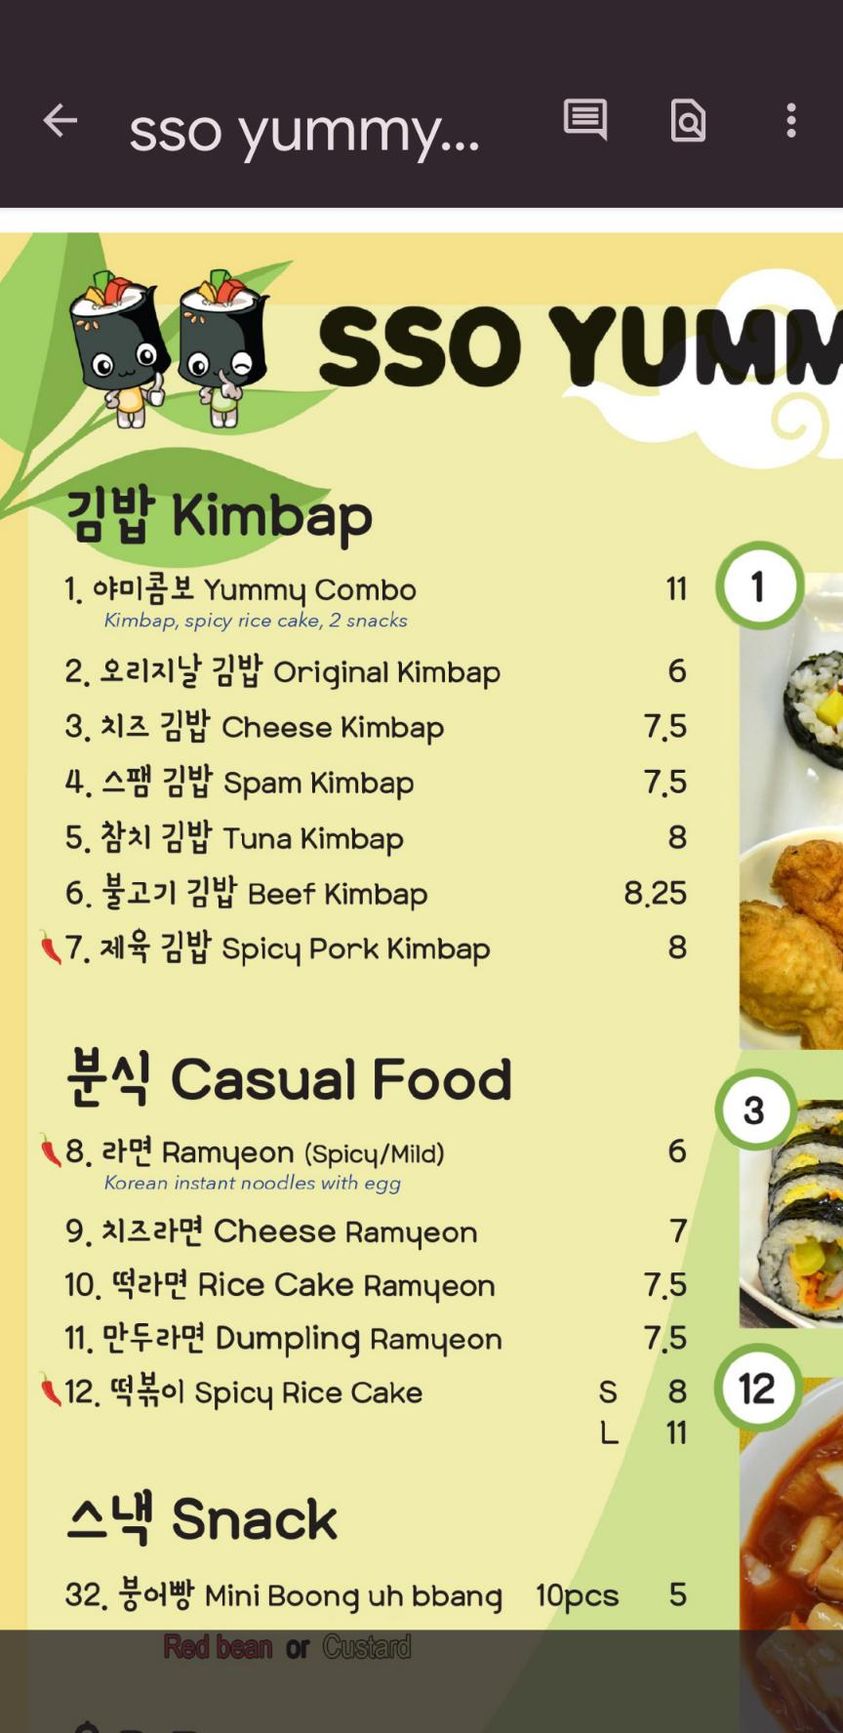 sso yummy...
SSO YUMM
김밥 Kimbap
1. 야미콤보 Yummy Combo 11
Kimbap, spicy rice cake, 2 snacks
2. 오리지날 김밥 Original Kimbap 6
3. 치즈 김밥 Cheese Kimbap 7.5
4. 스팸 김밥 Spam Kimbap 7.5
5. 참치 김밥 Tuna Kimbap 8
6. 불고기 김밥 Beef Kimbap 8.25
7. 제육 김밥 Spicy Pork Kimbap 8
1
분식 Casual Food
8. 라면 Ramyeon (Spicy/Mild) 6
Korean instant noodles with egg
9. 치즈라면 Cheese Ramyeon 7
10. 떡라면 Rice Cake Ramyeon 7.5
11. 만두라면 Dumpling Ramyeon 7.5
12. 떡볶이 Spicy Rice Cake S 8
L 11
3
12
스낵 Snack
32. 붕어빵 Mini Boong uh bbang 10pcs 5
Red bean or Custard